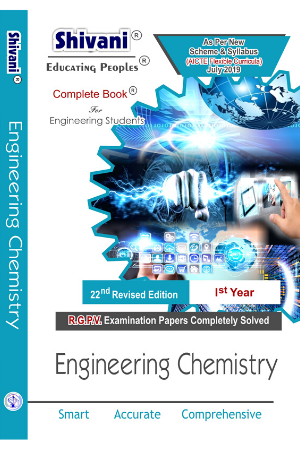 Shivani®
Educating Peoples®
Complete Book®
For
Engineering Students
As Per New
Scheme & Syllabus
(AICTE Flexible Curricula)
July 2019
22nd Revised Edition
Ist Year
R.G.P.V. Examination Papers Completely Solved
Engineering Chemistry
Smart Accurate Comprehensive
Shivani®
Engineering Chemistry